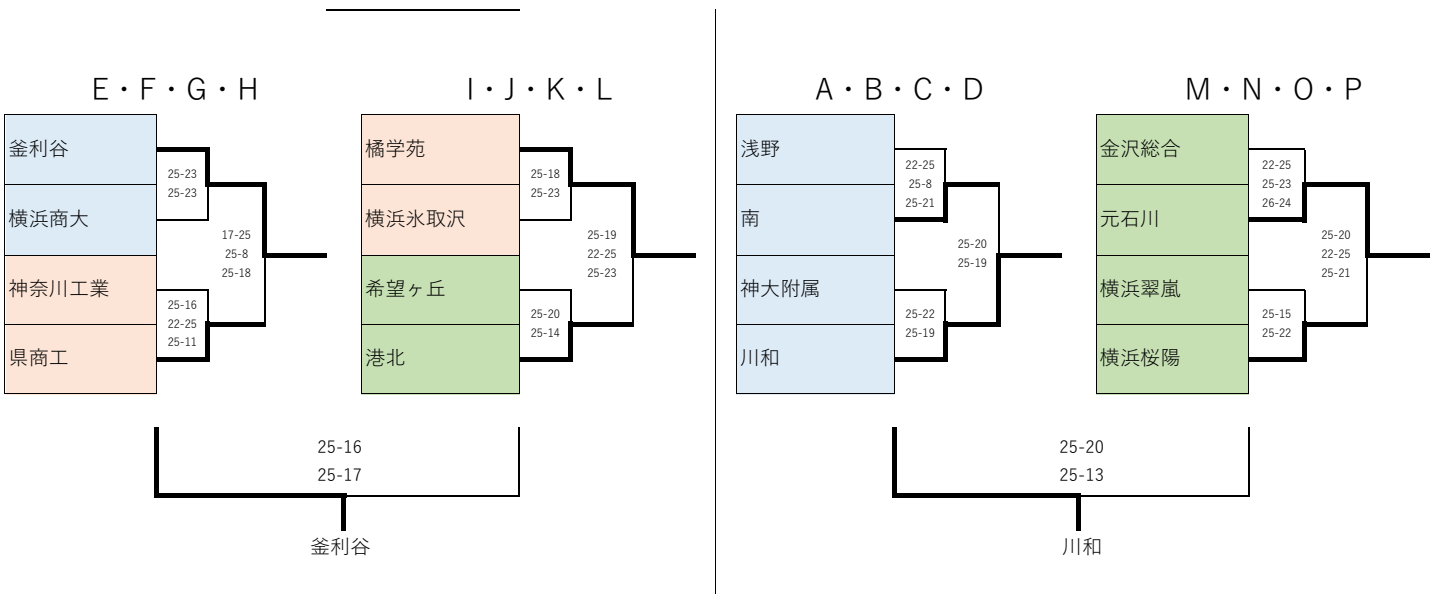 E・F・G・H
釜利谷
横浜商大
神奈川工業
県商工
25-23
25-23
25-16
22-25
25-11
17-25
25-8
25-18
I・J・K・L
橘学苑
横浜氷取沢
希望ヶ丘
港北
25-18
25-23
25-20
25-14
25-19
22-25
25-23
25-16
25-17
釜利谷
A・B・C・D
浅野
南
神大附属
川和
22-25
25-8
25-21
25-22
25-19
25-20
25-19
M・N・O・P
金沢総合
元石川
横浜翠嵐
横浜桜陽
22-25
25-23
26-24
25-15
25-22
25-20
22-25
25-21
25-20
25-13
川和